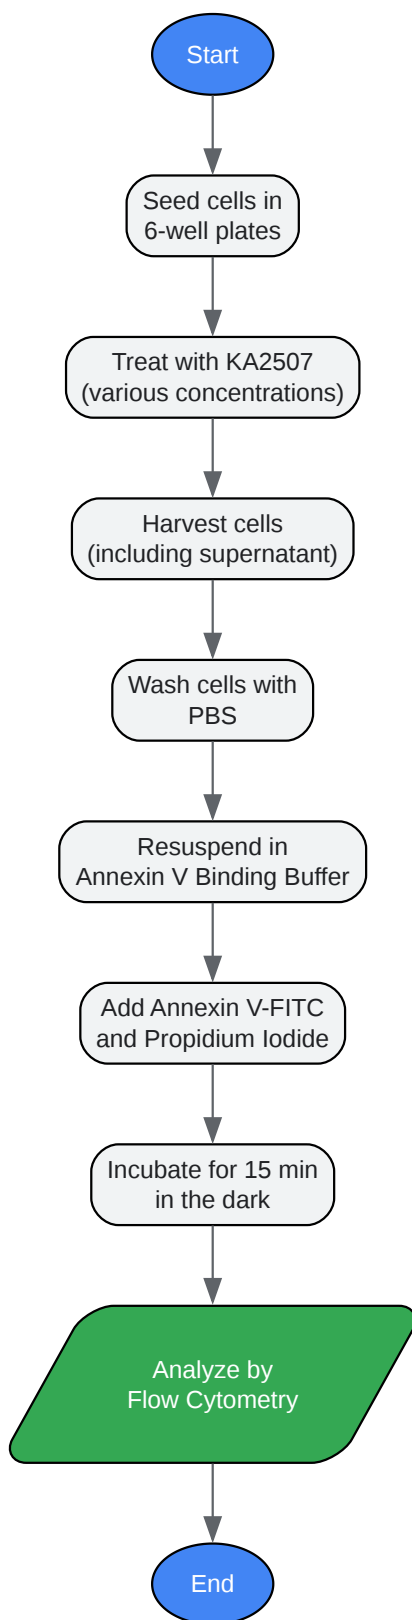 Start
Seed cells in
6-well plates
Treat with KA2507
(various concentrations)
Harvest cells
(including supernatant)
Wash cells with
PBS
Resuspend in
Annexin V Binding Buffer
Add Annexin V-FITC
and Propidium Iodide
Incubate for 15 min
in the dark
Analyze by
Flow Cytometry
End